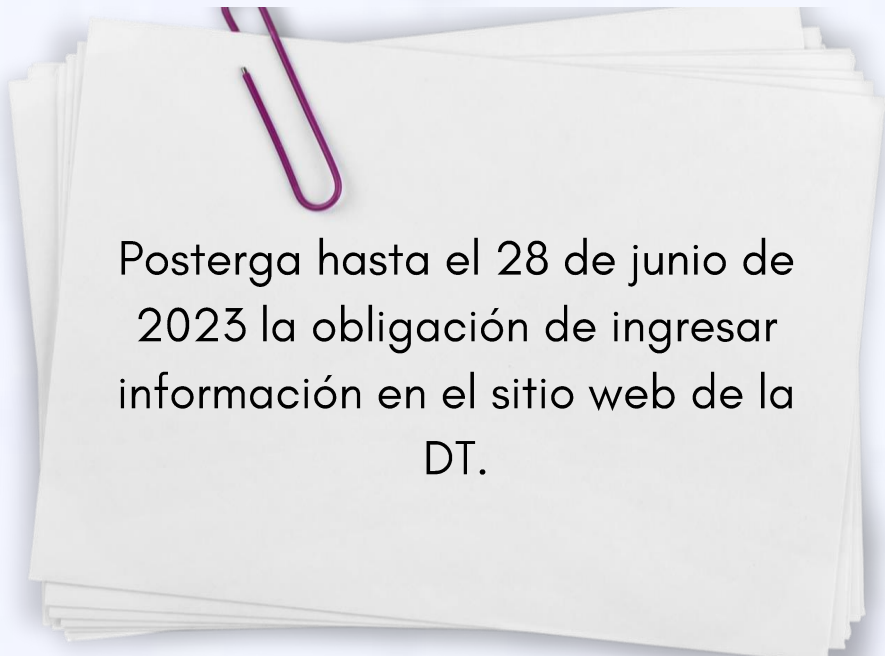 Posterga hasta el 28 de junio de
2023 la obligación de ingresar
información en el sitio web de la
DT.